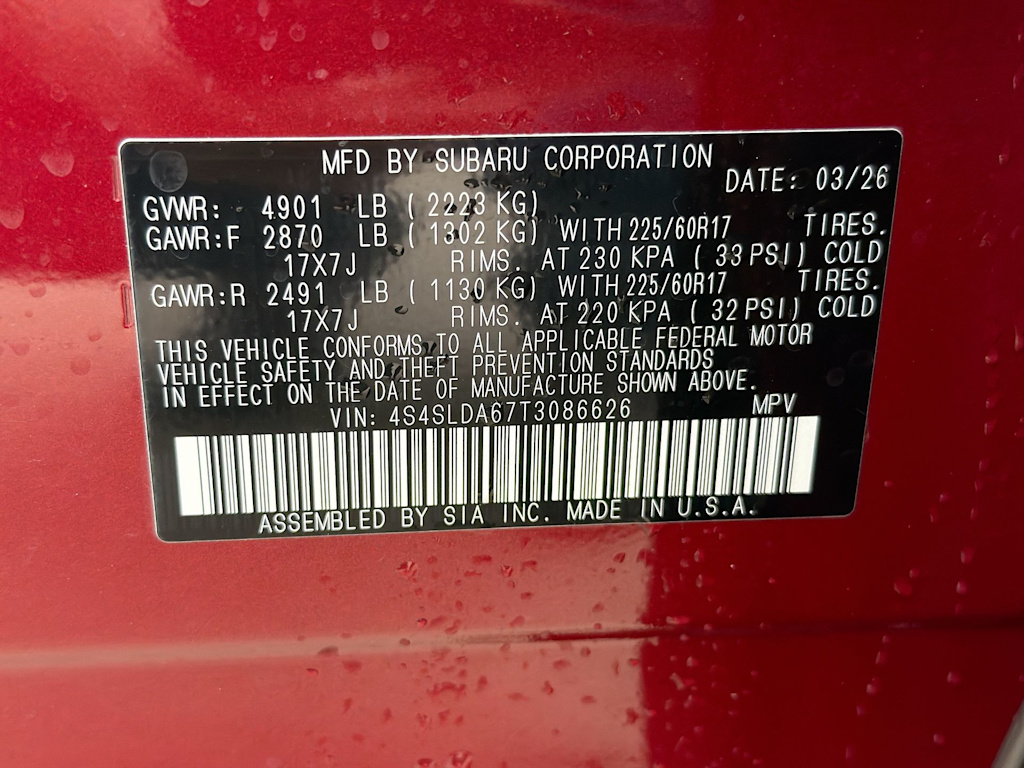 MFD BY SUBARU CORPORATION
DATE: 03/26
GVWR: 4901 LB ( 2223 KG)
GAWR:F 2870 LB ( 1302 KG) WITH 225/60R17 TIRES.
17X7J RIMS. AT 230 KPA ( 33 PSI) COLD
GAWR:R 2491 LB ( 1130 KG) WITH 225/60R17 TIRES.
17X7J RIMS. AT 220 KPA ( 32 PSI) COLD
THIS VEHICLE CONFORMS TO ALL APPLICABLE FEDERAL MOTOR
VEHICLE SAFETY AND THEFT PREVENTION STANDARDS
IN EFFECT ON THE DATE OF MANUFACTURE SHOWN ABOVE.
VIN: 4S4SLDA67T3086626 MPV
ASSEMBLED BY SIA INC. MADE IN U.S.A.